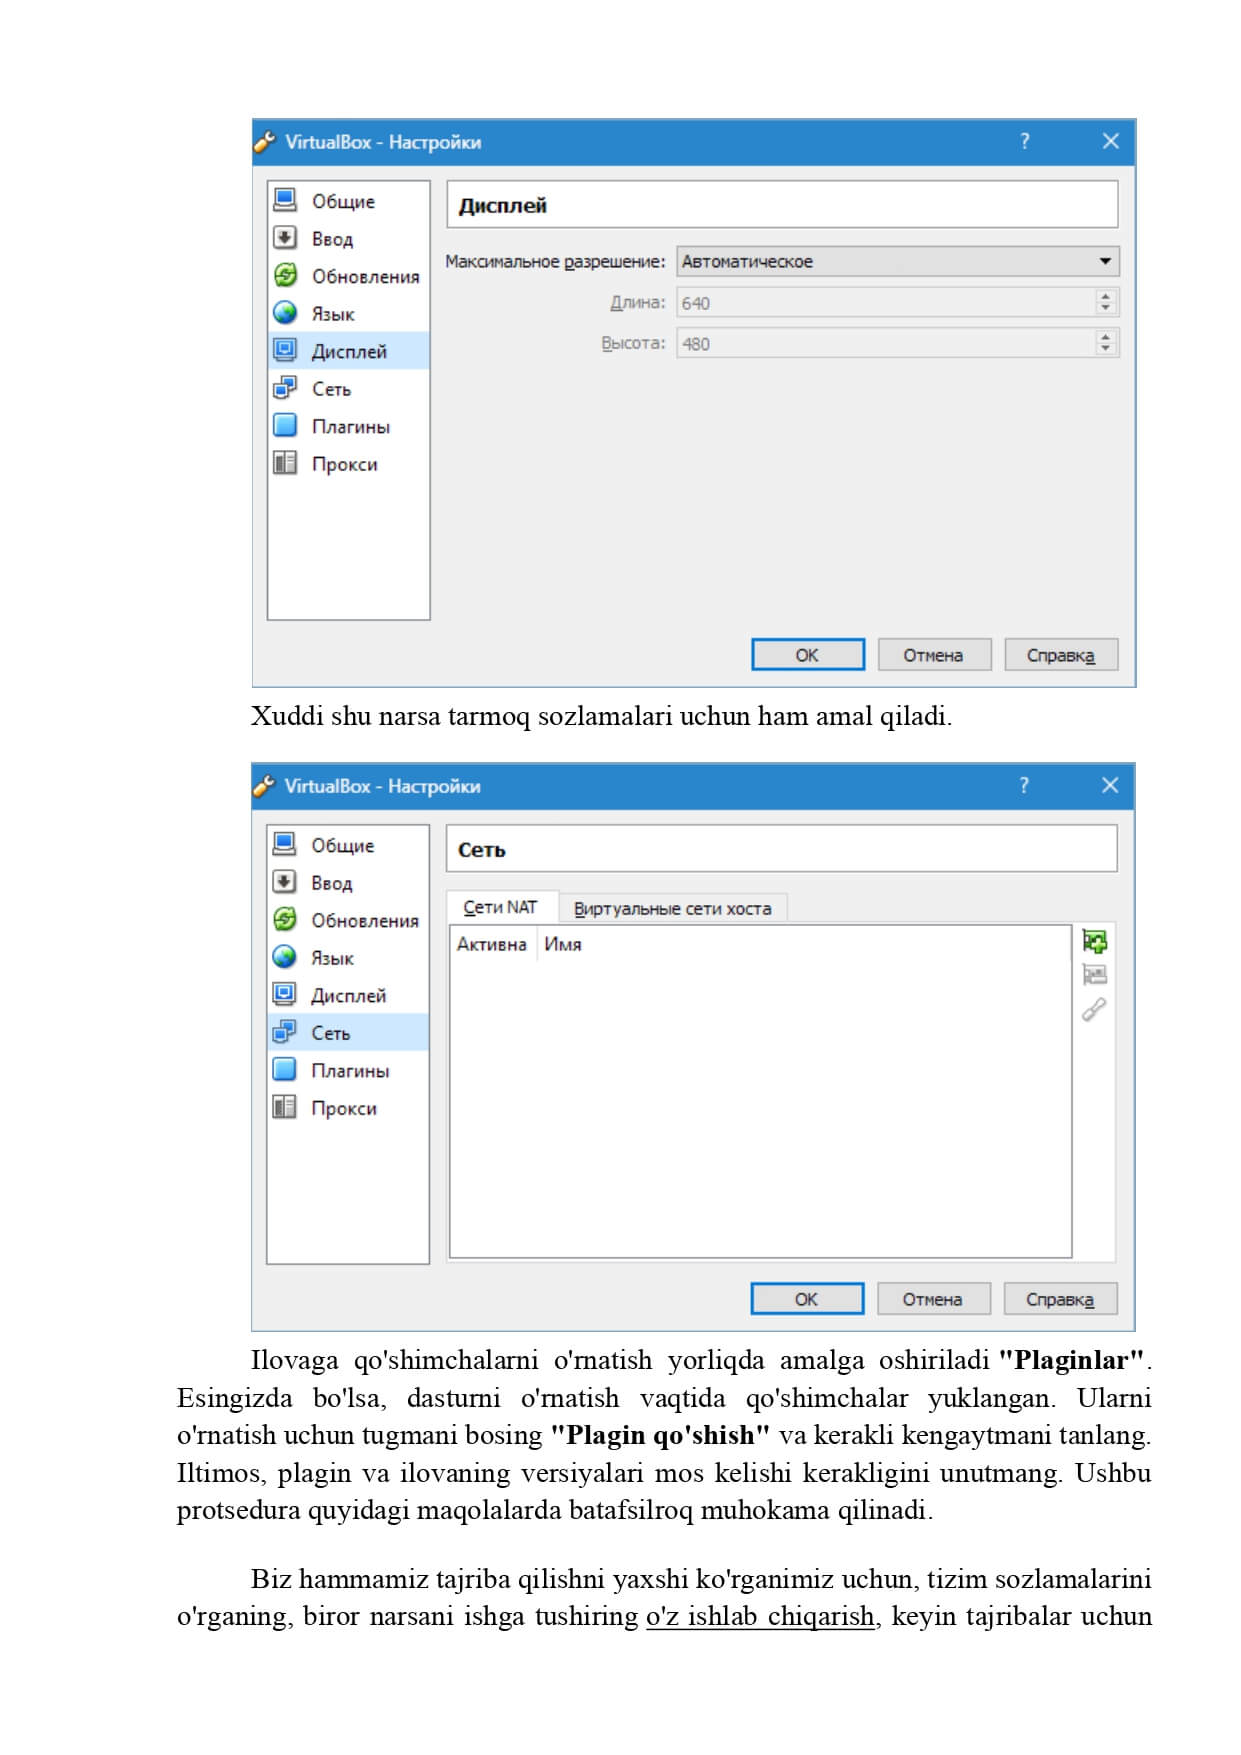 VirtualBox - Настройки ? ×
Общие
Ввод
Обновления
Язык
Дисплей
Сеть
Плагины
Прокси
Дисплей
Максимальное разрешение: Автоматическое
Длина: 640
Высота: 480
ОК Отмена Справка
Xuddi shu narsa tarmoq sozlamalari uchun ham amal qiladi.
VirtualBox - Настройки ? ×
Общие
Ввод
Обновления
Язык
Дисплей
Сеть
Плагины
Прокси
Сеть
Сети NAT Виртуальные сети хоста
Активна Имя
ОК Отмена Справка
Ilovaga qo'shimchalarni o'rnatish yorliqda amalga oshiriladi "Plaginlar".
Esingizda bo'lsa, dasturni o'rnatish vaqtida qo'shimchalar yuklangan. Ularni
o'rnatish uchun tugmani bosing "Plagin qo'shish" va kerakli kengaytmani tanlang.
Iltimos, plagin va ilovaning versiyalari mos kelishi kerakligini unutmang. Ushbu
protsedura quyidagi maqolalarda batafsilroq muhokama qilinadi.
Biz hammamiz tajriba qilishni yaxshi ko'rganimiz uchun, tizim sozlamalarini
o'rganing, biror narsani ishga tushiring o'z ishlab chiqarish, keyin tajribalar uchun